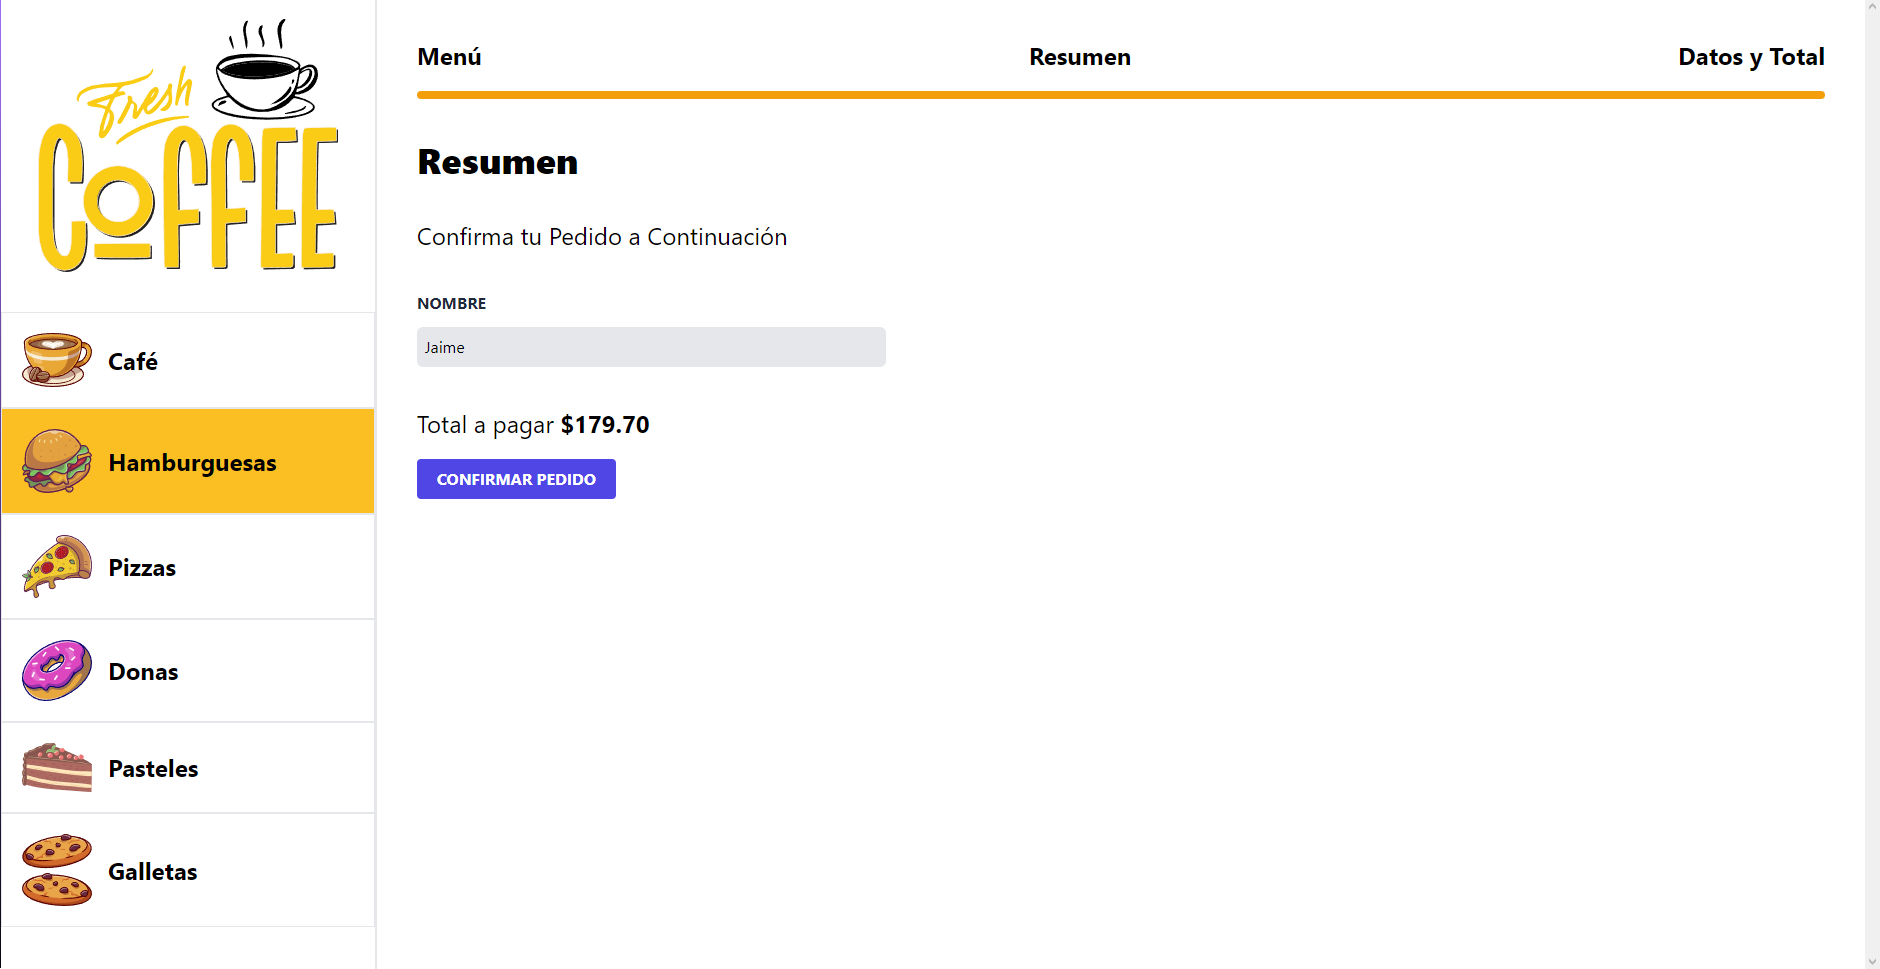 Fresh
COFFEE
Café
Hamburguesas
Pizzas
Donas
Pasteles
Galletas
Menú
Resumen
Datos y Total
Resumen
Confirma tu Pedido a Continuación
NOMBRE
Jaime
Total a pagar $179.70
CONFIRMAR PEDIDO